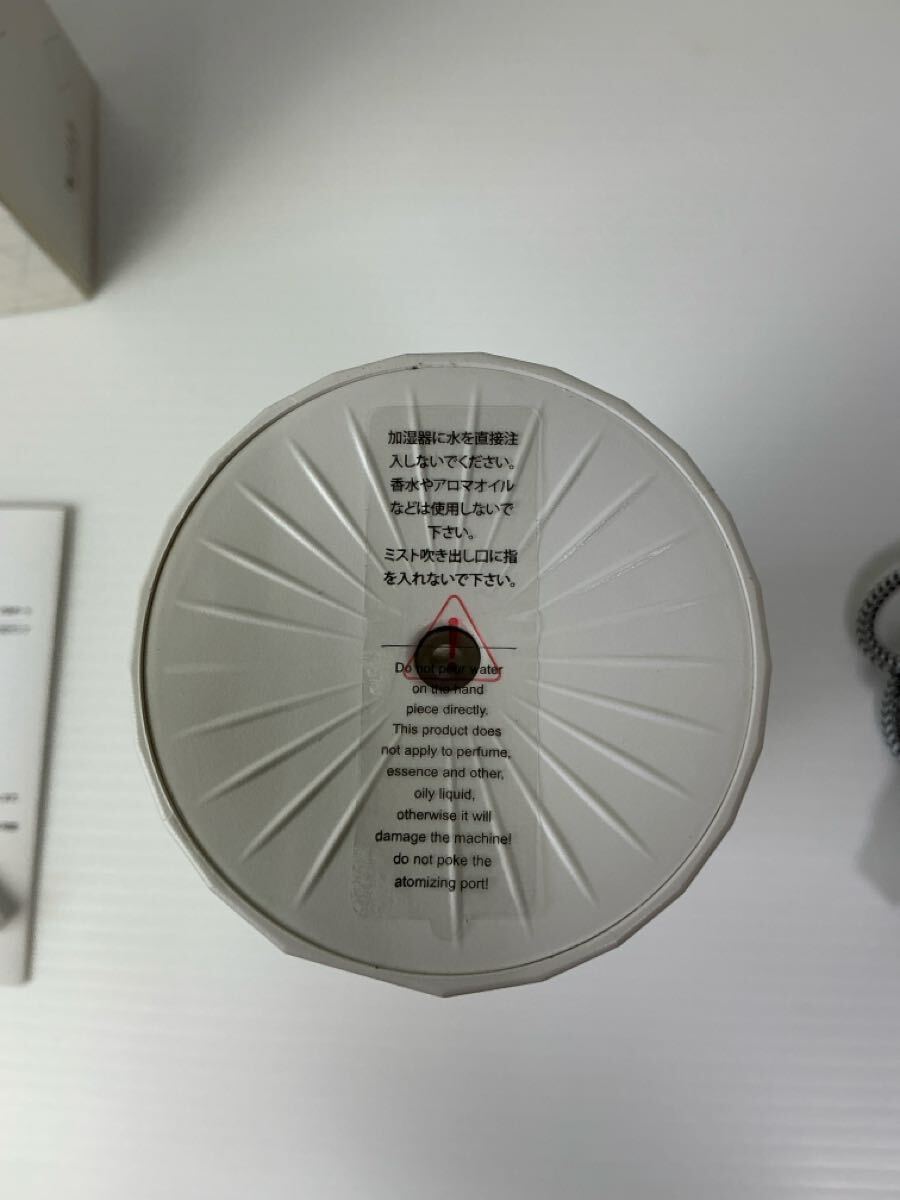 加湿器に水を直接注
入しないでください。
香水やアロマオイル
などは使用しないで
下さい。
ミスト吹き出し口に指
を入れないで下さい。
Do not pour water
on the hand
piece directly.
This product does
not apply to perfume,
essence and other,
oily liquid,
otherwise it will
damage the machine!
do not poke the
atomizing port!